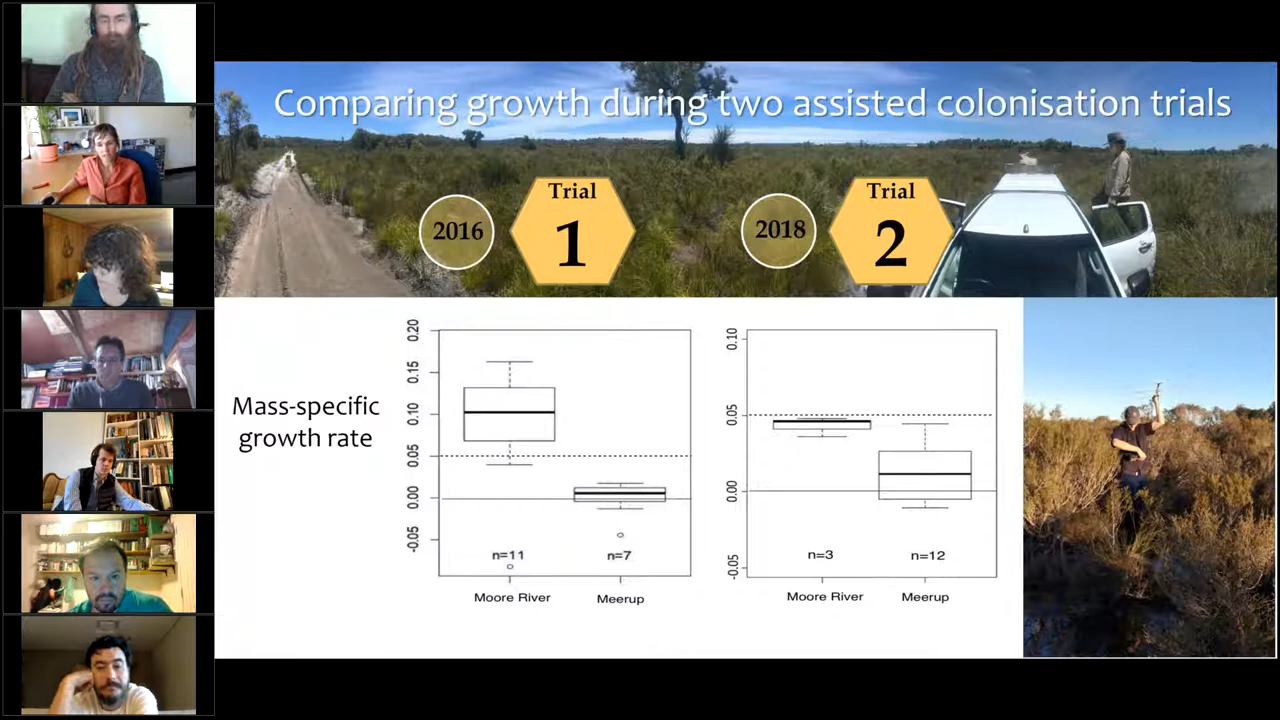 Comparing growth during two assisted colonisation trials
2016
Trial
1
2018
Trial
2
Mass-specific
growth rate
0.20
0.15
0.10
0.05
0.00
-0.05
n=11
n=7
Moore River
Meerup
0.10
0.05
0.00
-0.05
n=3
n=12
Moore River
Meerup